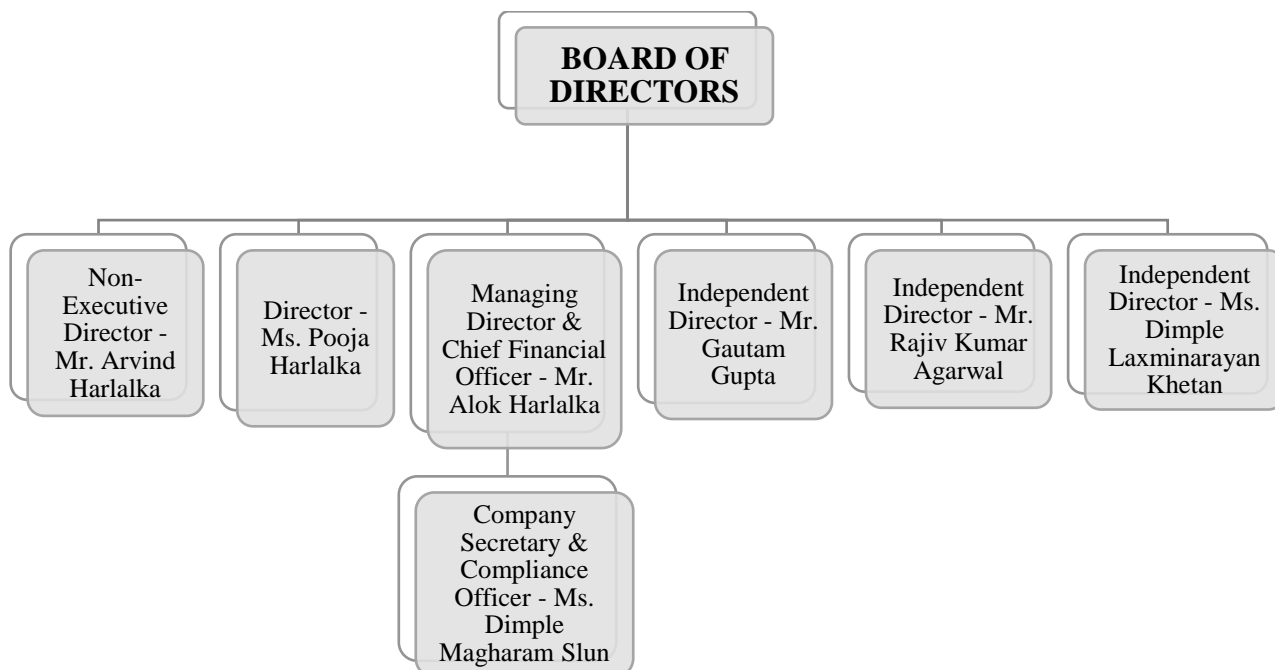 BOARD OF
DIRECTORS
Non-
Executive
Director -
Mr. Arvind
Harlalka
Director -
Ms. Pooja
Harlalka
Managing
Director &
Chief Financial
Officer - Mr.
Alok Harlalka
Independent
Director - Mr.
Gautam
Gupta
Independent
Director - Mr.
Rajiv Kumar
Agarwal
Independent
Director - Ms.
Dimple
Laxminarayan
Khetan
Company
Secretary &
Compliance
Officer - Ms.
Dimple
Magharam Slun